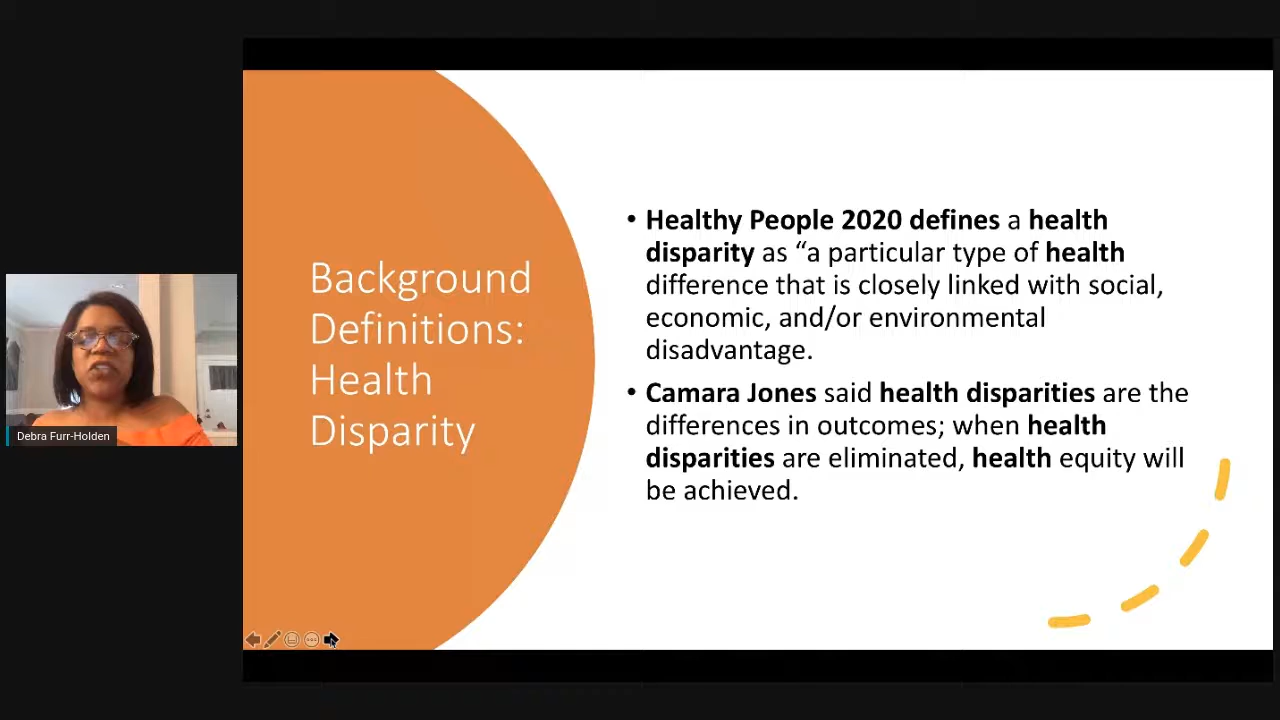 Background
Definitions:
Health
Disparity
• Healthy People 2020 defines a health
disparity as “a particular type of health
difference that is closely linked with social,
economic, and/or environmental
disadvantage.
• Camara Jones said health disparities are the
differences in outcomes; when health
disparities are eliminated, health equity will
be achieved.
Debra Furr-Holden